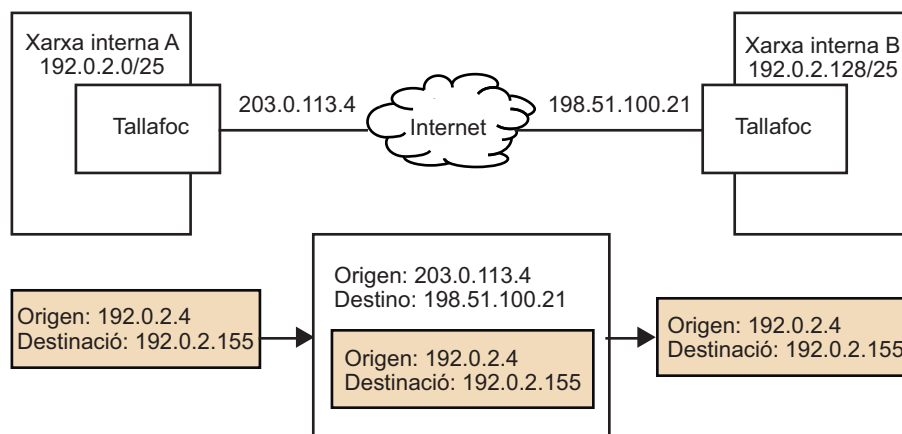 Xarxa interna A
192.0.2.0/25
Tallafoc
203.0.113.4
Internet
198.51.100.21
Xarxa interna B
192.0.2.128/25
Tallafoc
Origen: 192.0.2.4
Destinació: 192.0.2.155
Origen: 203.0.113.4
Destino: 198.51.100.21
Origen: 192.0.2.4
Destinació: 192.0.2.155
Origen: 192.0.2.4
Destinació: 192.0.2.155